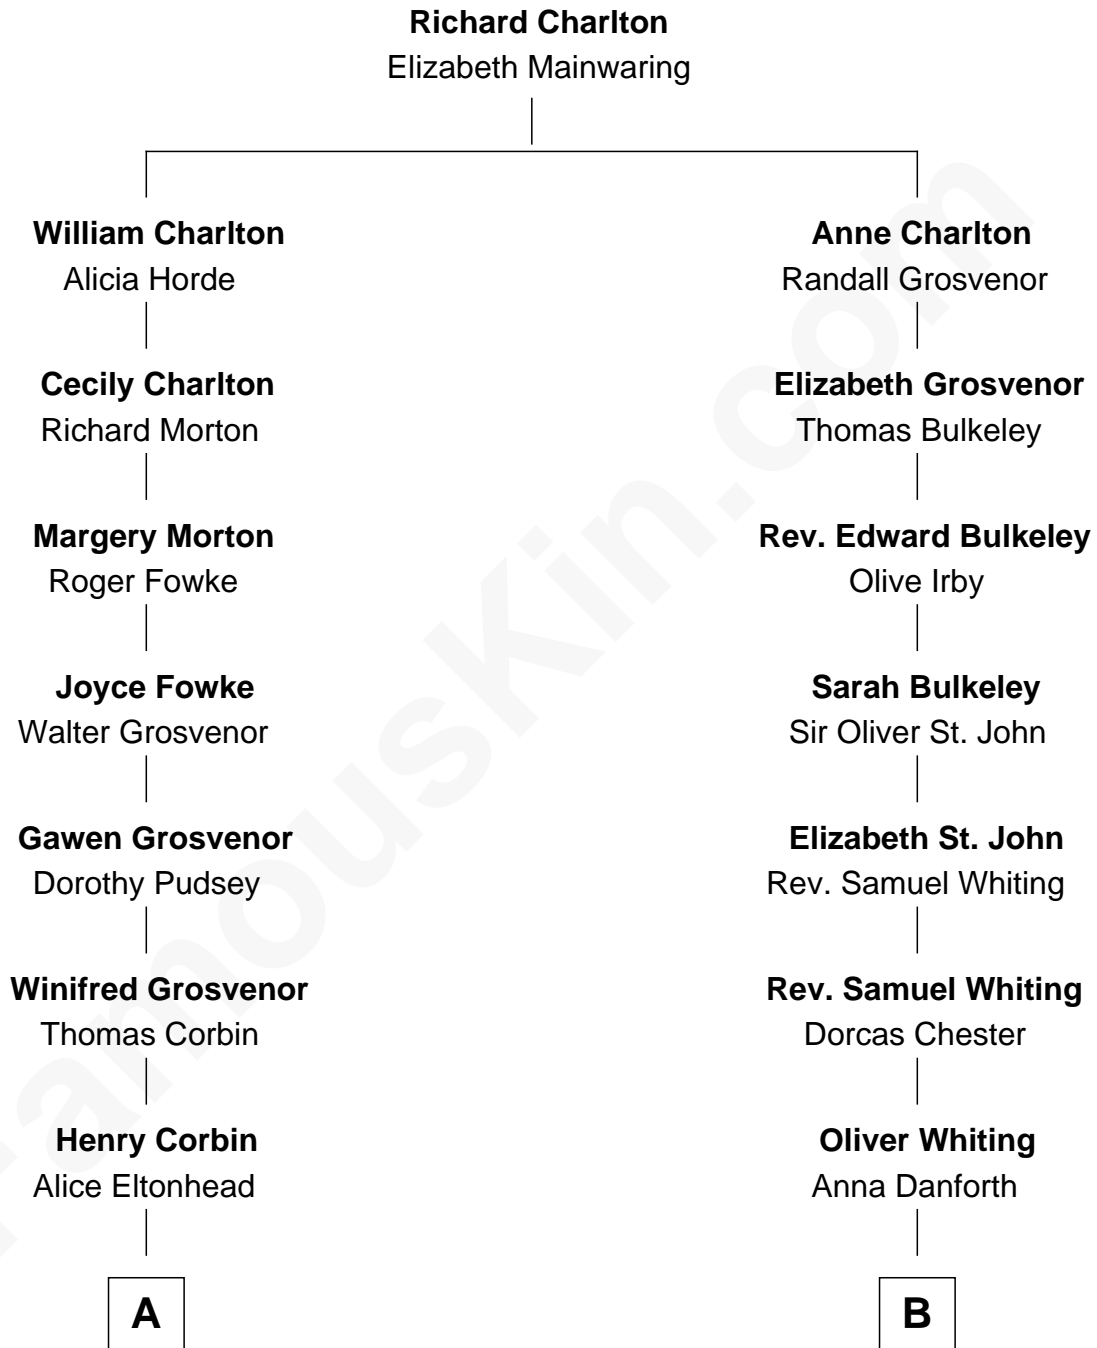 Richard Charlton
Elizabeth Mainwaring
William Charlton
Alicia Horde
Cecily Charlton
Richard Morton
Margery Morton
Roger Fowke
Joyce Fowke
Walter Grosvenor
Gawen Grosvenor
Dorothy Pudsey
Winifred Grosvenor
Thomas Corbin
Henry Corbin
Alice Eltonhead
A
Anne Charlton
Randall Grosvenor
Elizabeth Grosvenor
Thomas Bulkeley
Rev. Edward Bulkeley
Olive Irby
Sarah Bulkeley
Sir Oliver St. John
Elizabeth St. John
Rev. Samuel Whiting
Rev. Samuel Whiting
Dorcas Chester
Oliver Whiting
Anna Danforth
B
FamousKin.com